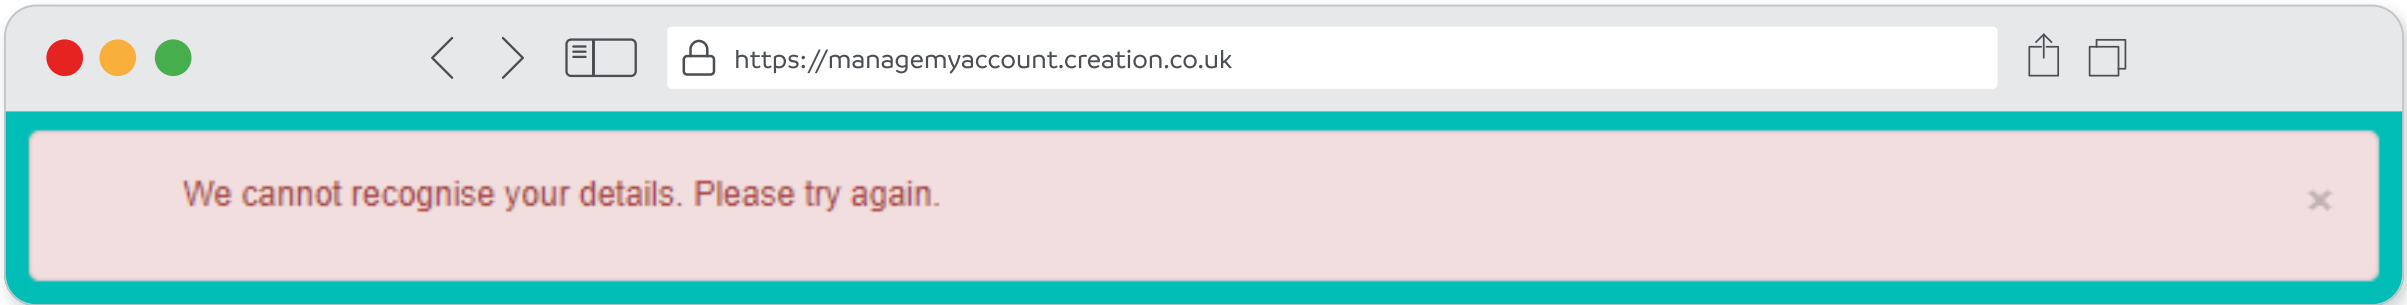 https://managemyaccount.creation.co.uk
We cannot recognise your details. Please try again.
×